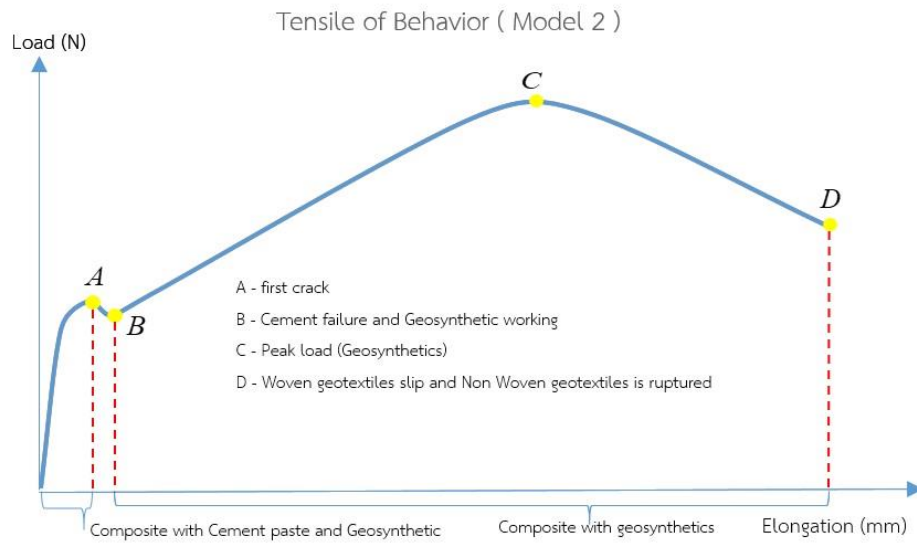 Tensile of Behavior ( Model 2 )
Load (N)
C
D
A
B
A - first crack
B - Cement failure and Geosynthetic working
C - Peak load (Geosynthetics)
D - Woven geotextiles slip and Non Woven geotextiles is ruptured
Composite with Cement paste and Geosynthetic
Composite with geosynthetics
Elongation (mm)